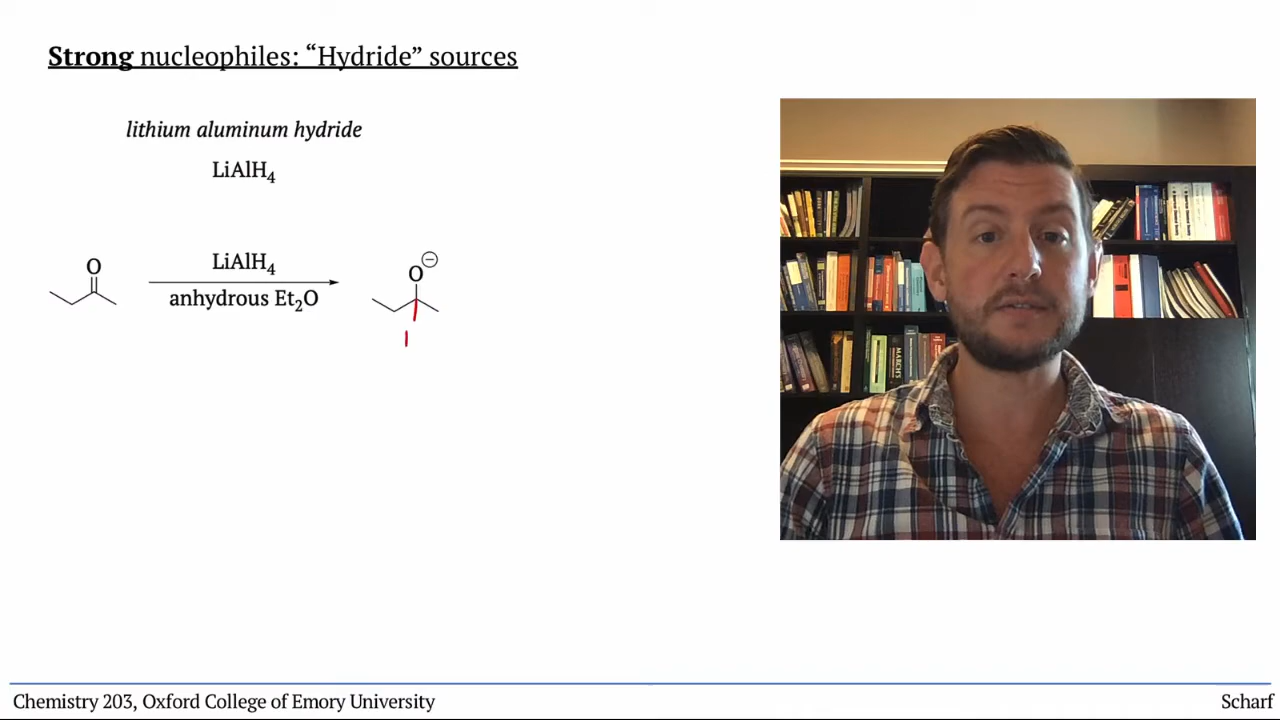 Strong nucleophiles: “Hydride” sources
lithium aluminum hydride
LiAlH₄
O
LiAlH₄
anhydrous Et₂O
O⊖
MARCH'S
Chemistry 203, Oxford College of Emory University
Scharf